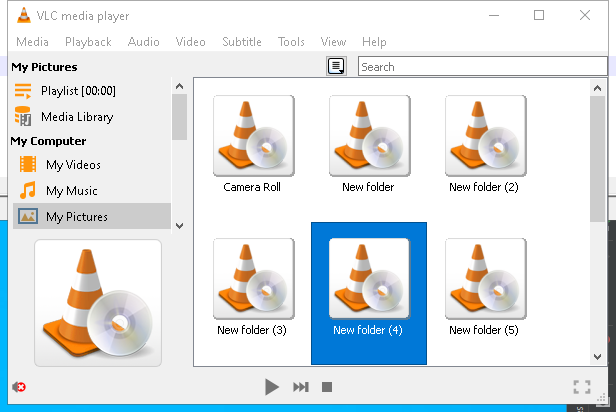 VLC media player
Media Playback Audio Video Subtitle Tools View Help
My Pictures
Search
Playlist [00:00]
Media Library
My Computer
My Videos
My Music
My Pictures
Camera Roll
New folder
New folder (2)
New folder (3)
New folder (4)
New folder (5)